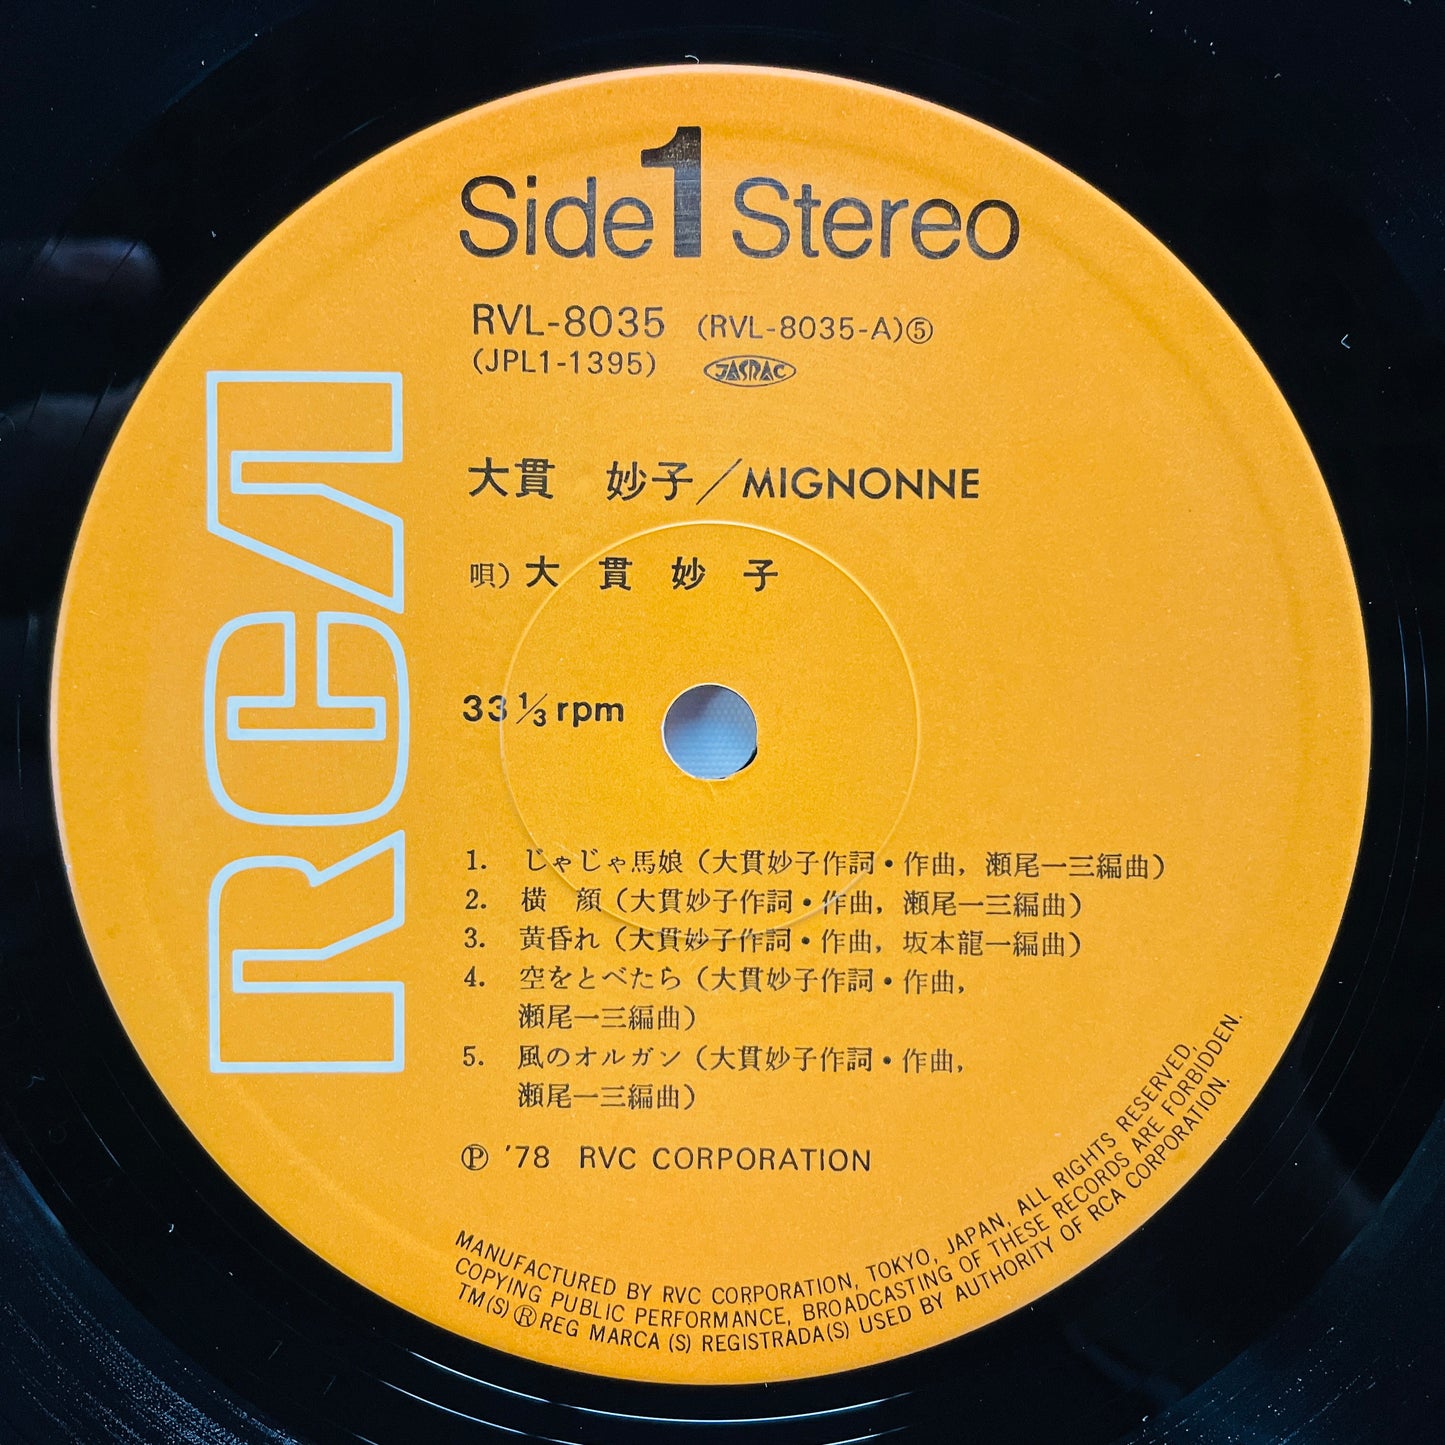 RCA
Side 1 Stereo
RVL-8035 (RVL-8035-A)⑤
(JPL1-1395) JASRAC
大貫 妙子／MIGNONNE
唄) 大貫妙子
33 1/3 rpm
1. じゃじゃ馬娘（大貫妙子作詞・作曲, 瀬尾一三編曲）
2. 横 顔（大貫妙子作詞・作曲, 瀬尾一三編曲）
3. 黄昏れ（大貫妙子作詞・作曲, 坂本龍一編曲）
4. 空をとべたら（大貫妙子作詞・作曲,
瀬尾一三編曲）
5. 風のオルガン（大貫妙子作詞・作曲,
瀬尾一三編曲）
Ⓟ '78 RVC CORPORATION
MANUFACTURED BY RVC CORPORATION, TOKYO, JAPAN, ALL RIGHTS RESERVED,
COPYING PUBLIC PERFORMANCE, BROADCASTING OF THESE RECORDS ARE FORBIDDEN.
TM(S) ® REG MARCA (S) REGISTRADA(S) USED BY AUTHORITY OF RCA CORPORATION.